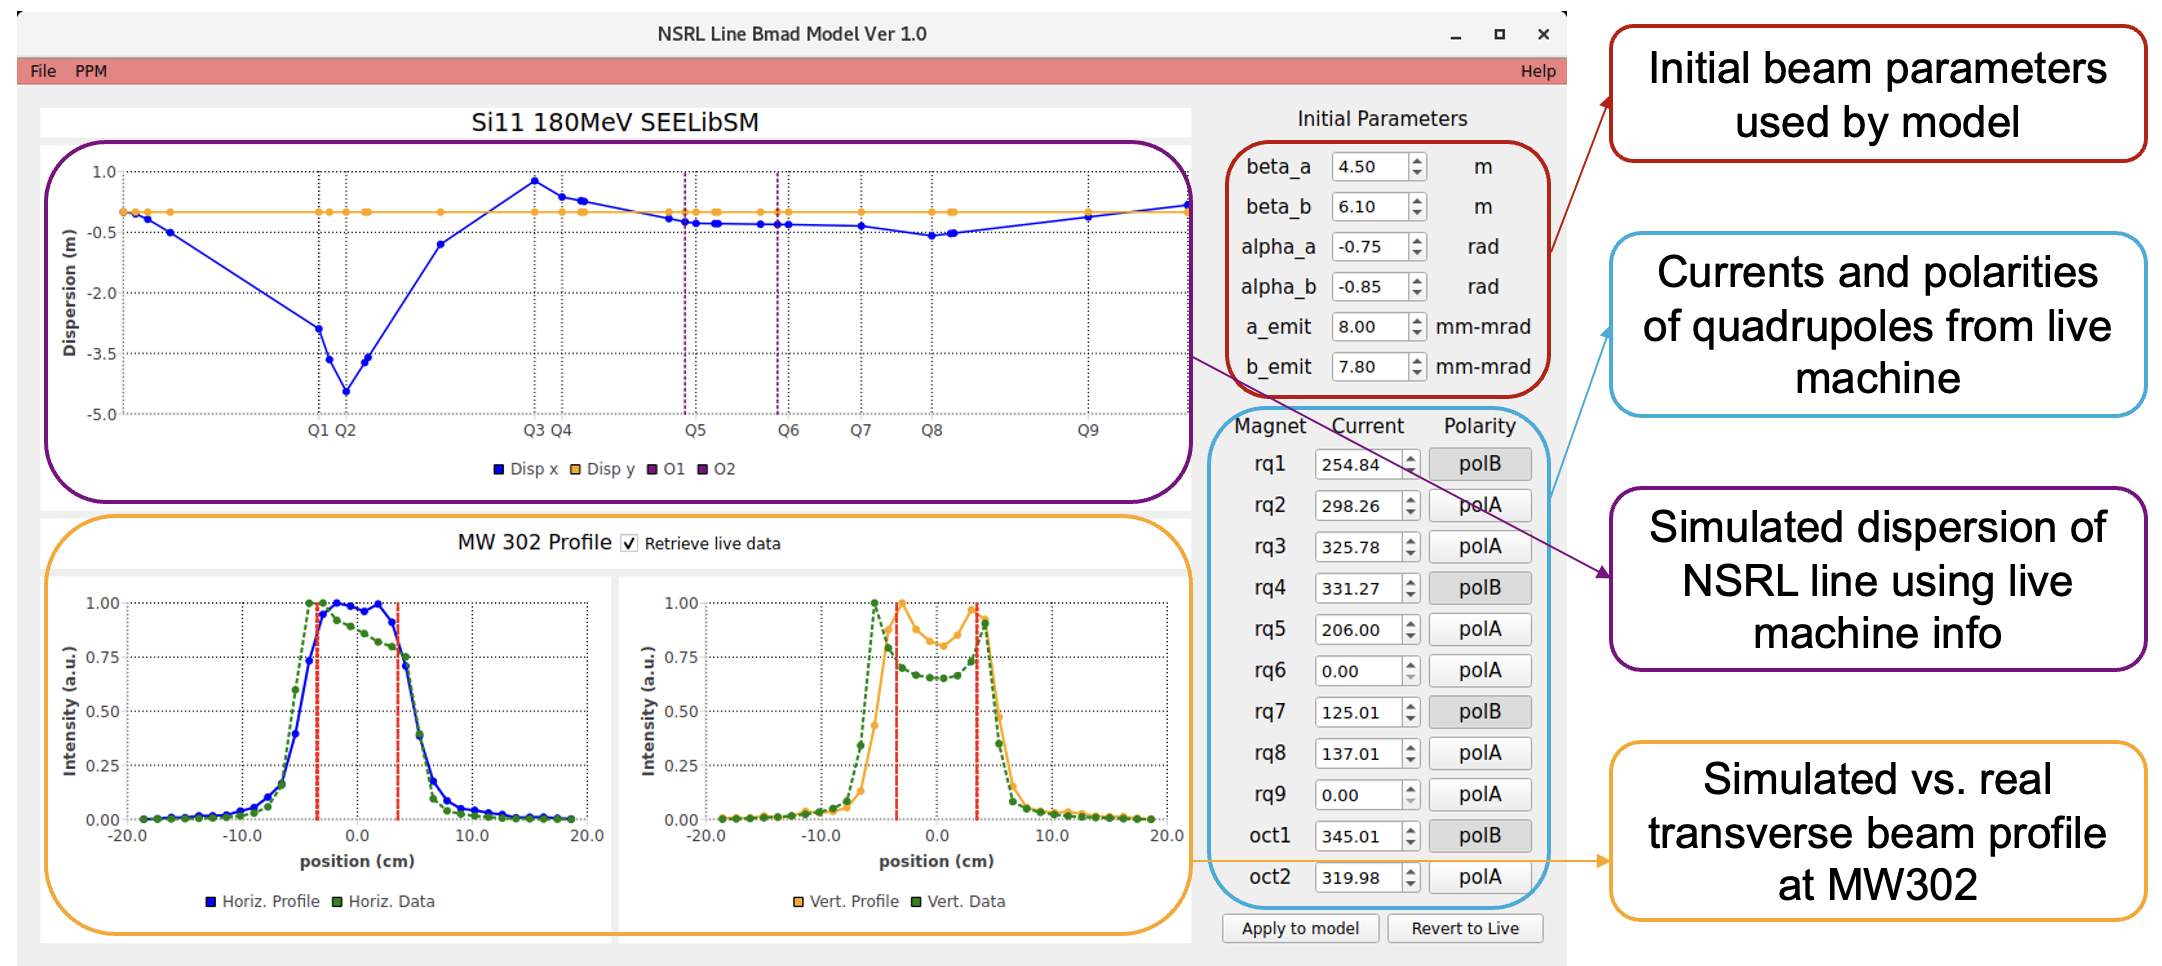 NSRL Line Bmad Model Ver 1.0
File PPM Help
Si11 180MeV SEELibSM
1.0
-0.5
-2.0
-3.5
-5.0
Dispersion (m)
Q1 Q2 Q3 Q4 Q5 Q6 Q7 Q8 Q9
Disp x Disp y O1 O2
MW 302 Profile Retrieve live data
1.00
0.75
0.50
0.25
0.00
Intensity (a.u.)
-20.0 -10.0 0.0 10.0 20.0
position (cm)
Horiz. Profile Horiz. Data
1.00
0.75
0.50
0.25
0.00
Intensity (a.u.)
-20.0 -10.0 0.0 10.0 20.0
position (cm)
Vert. Profile Vert. Data
Initial Parameters
beta_a 4.50 m
beta_b 6.10 m
alpha_a -0.75 rad
alpha_b -0.85 rad
a_emit 8.00 mm-mrad
b_emit 7.80 mm-mrad
Magnet Current Polarity
rq1 254.84 polB
rq2 298.26 polA
rq3 325.78 polA
rq4 331.27 polB
rq5 206.00 polA
rq6 0.00 polA
rq7 125.01 polB
rq8 137.01 polA
rq9 0.00 polA
oct1 345.01 polB
oct2 319.98 polA
Apply to model Revert to Live
Initial beam parameters
used by model
Currents and polarities
of quadrupoles from live
machine
Simulated dispersion of
NSRL line using live
machine info
Simulated vs. real
transverse beam profile
at MW302